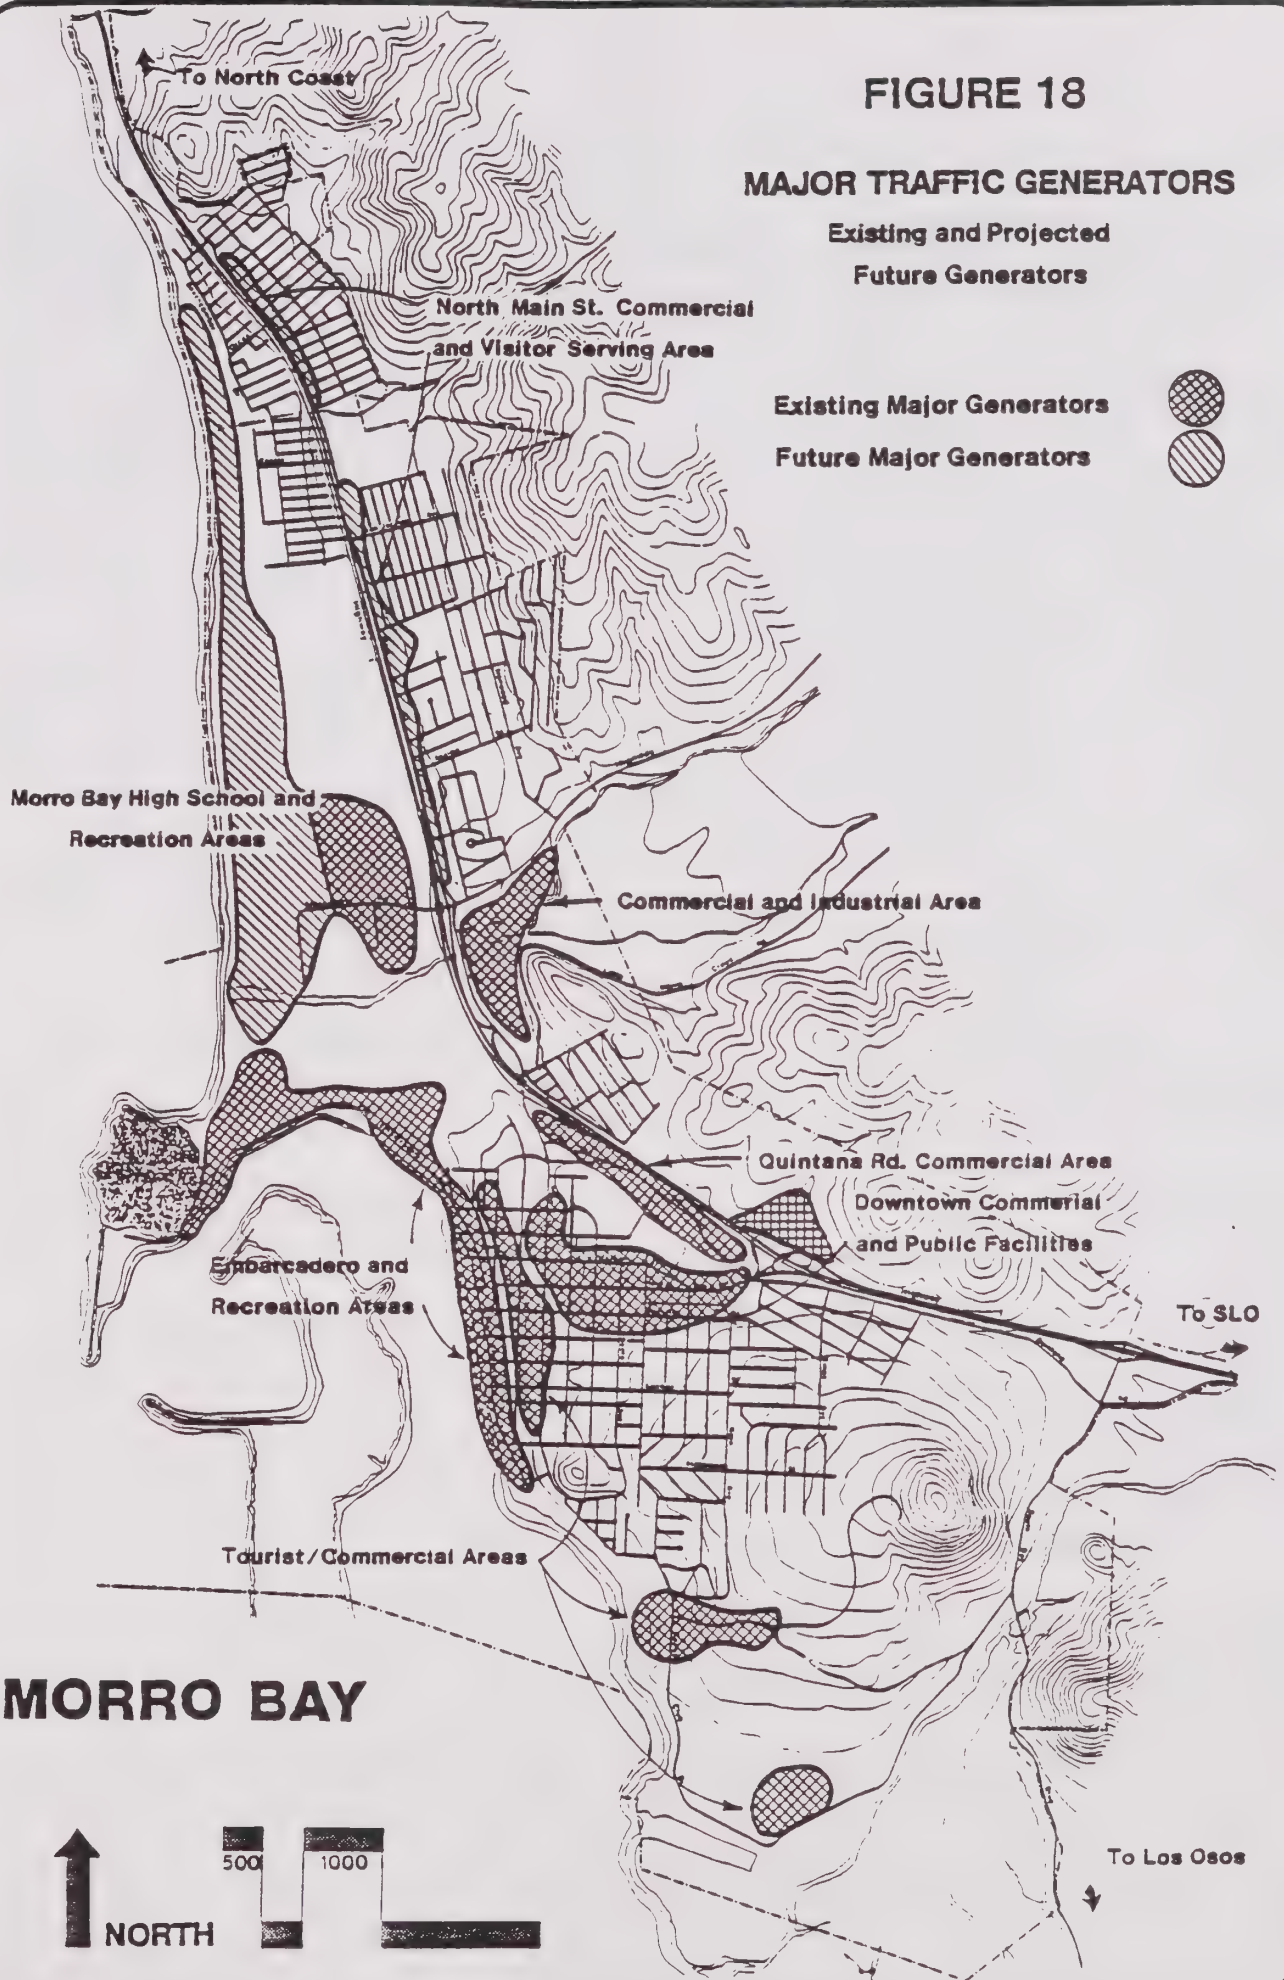 To North Coast
FIGURE 18
MAJOR TRAFFIC GENERATORS
Existing and Projected
Future Generators
North Main St. Commercial
and Visitor Serving Area
Existing Major Generators
Future Major Generators
Morro Bay High School and
Recreation Areas
Commercial and Industrial Area
Quintana Rd. Commercial Area
Downtown Commerial
and Public Facilities
Embarcadero and
Recreation Areas
To SLO
Tourist/Commercial Areas
MORRO BAY
500
1000
NORTH
To Los Osos